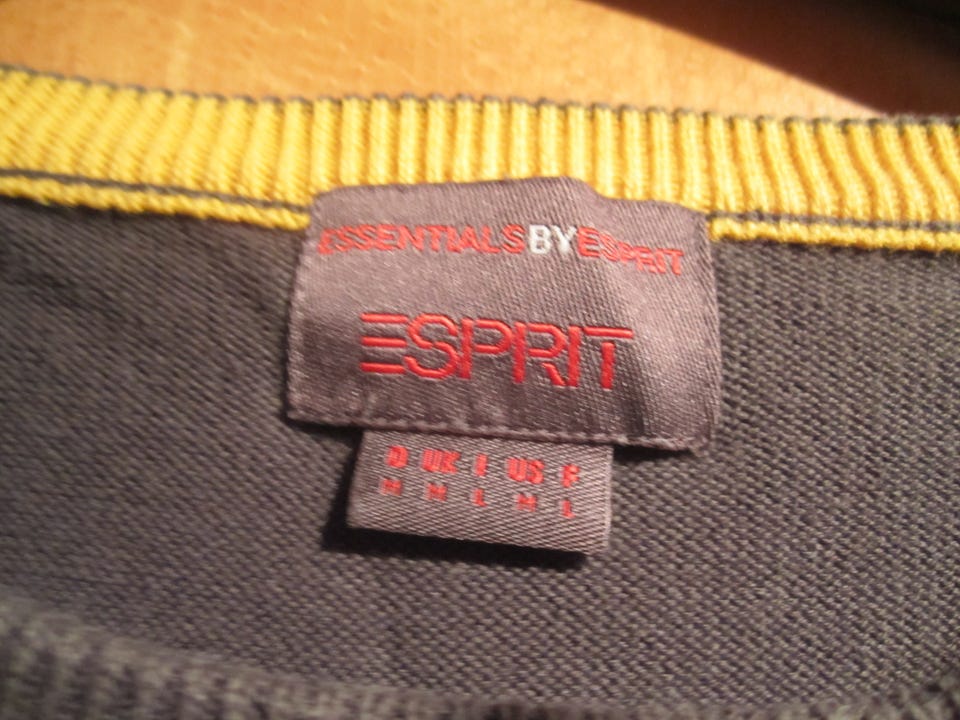 ESSENTIALS BY ESPRIT
ESPRIT
D UK I US F
M M L M L